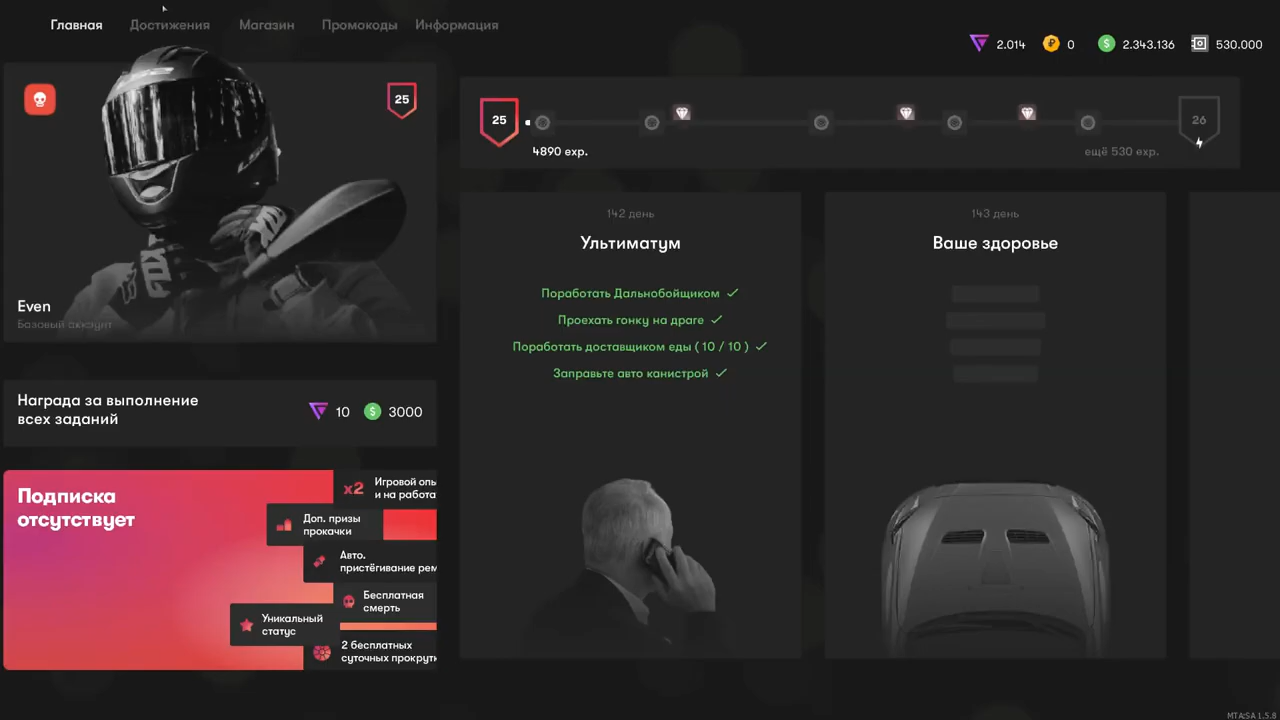 Главная Достижения Магазин Промокоды Информация
2.014 0 2.343.136 530.000
25
Even
Базовый аккаунт
25 26
4890 exp. ещё 530 exp.
Награда за выполнение
всех заданий
10 3000
Подписка
отсутствует
x2 Игровой опы
и на работа
Доп. призы
прокачки
Авто.
пристёгивание рем
Бесплатная
смерть
Уникальный
статус
2 бесплатных
суточных прокрутк
142 день
Ультиматум
Поработать Дальнобойщиком
Проехать гонку на драге
Поработать доставщиком еды ( 10 / 10 )
Заправьте авто канистрой
143 день
Ваше здоровье
MTA:SA 1.5.8